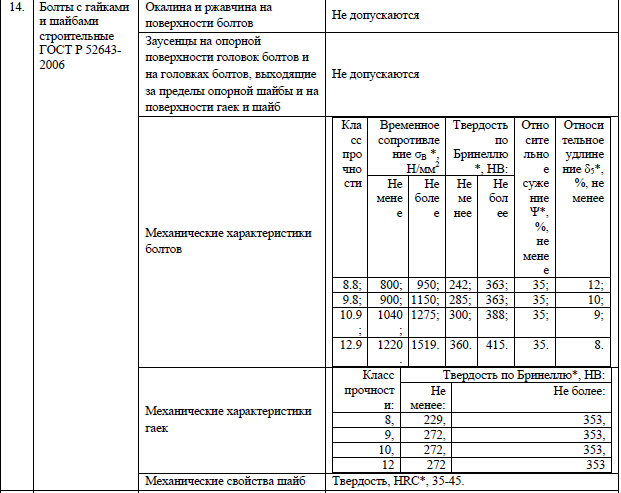 14. Болты с гайками и шайбами строительные ГОСТ Р 52643-2006
Окалина и ржавчина на поверхности болтов
Не допускаются
Заусенцы на опорной поверхности головок болтов и на головках болтов, выходящие за пределы опорной шайбы и на поверхности гаек и шайб
Не допускаются
Механические характеристики болтов
Класс прочности
Временное сопротивление σв *, Н/мм²
Твердость по Бринеллю *, НВ:
Относительное сужение Ψ*, %, не менее
Относительное удлинение δ5*, %, не менее
Не менее
Не более
Не менее
Не более
8.8; 800; 950; 242; 363; 35; 12;
9.8; 900; 1150; 285; 363; 35; 10;
10.9; 1040; 1275; 300; 388; 35; 9;
12.9 1220. 1519. 360. 415. 35. 8.
Механические характеристики гаек
Класс прочности:
Твердость по Бринеллю*, НВ:
Не менее:
Не более:
8, 229, 353,
9, 272, 353,
10, 272, 353,
12 272 353
Механические свойства шайб
Твердость, HRC*, 35-45.